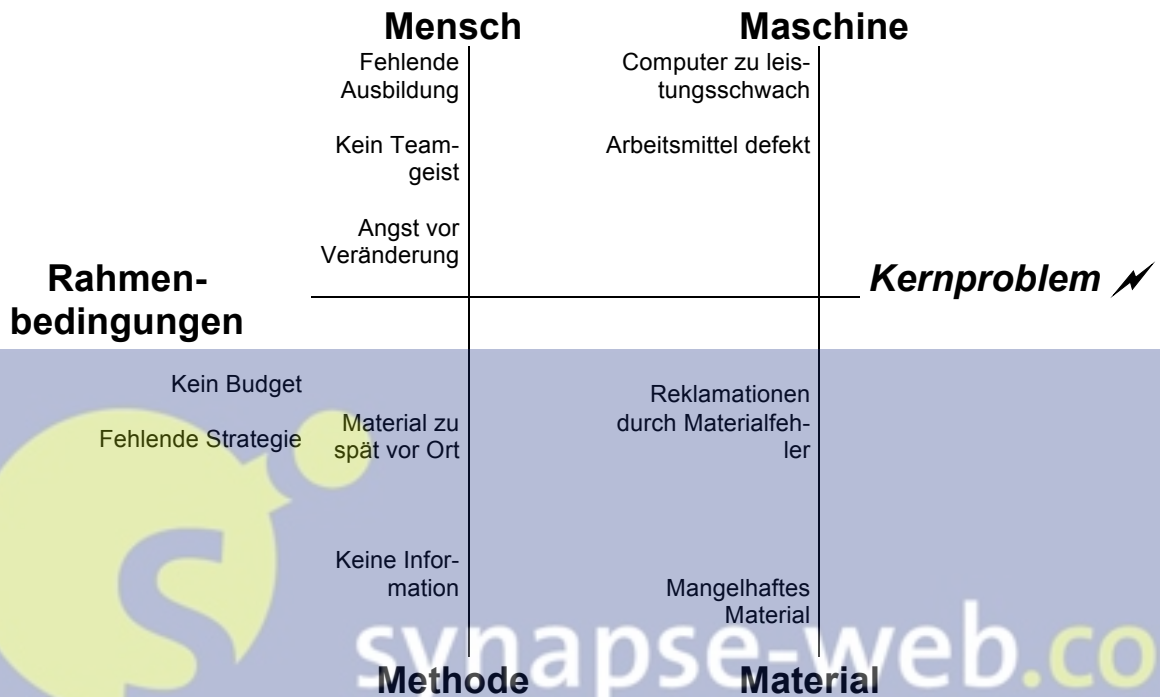 Mensch
Fehlende
Ausbildung
Kein Team-
geist
Angst vor
Veränderung
Maschine
Computer zu leis-
tungsschwach
Arbeitsmittel defekt
Rahmen-
bedingungen
Kernproblem
Kein Budget
Fehlende Strategie
Material zu
spät vor Ort
Keine Infor-
mation
Methode
Reklamationen
durch Materialfeh-
ler
Mangelhaftes
Material
Material
synapse-web.co